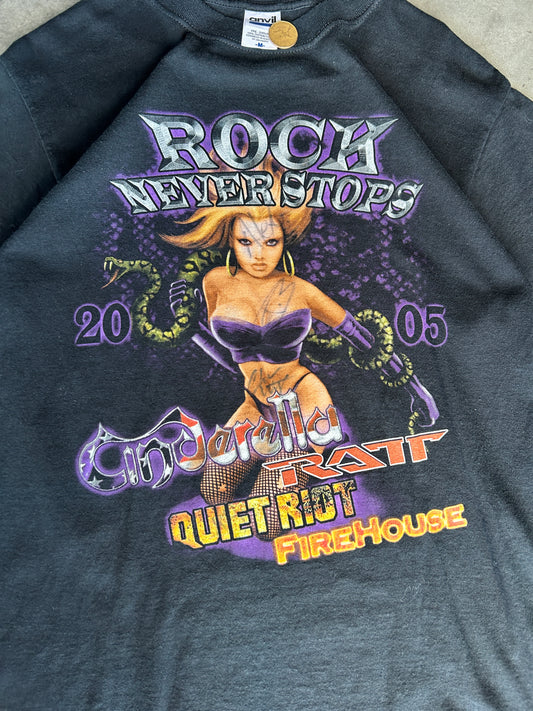 anvil
M
ROCK
NEVER STOPS
20 05
Cinderella
RATT
QUIET RIOT
FIREHOUSE